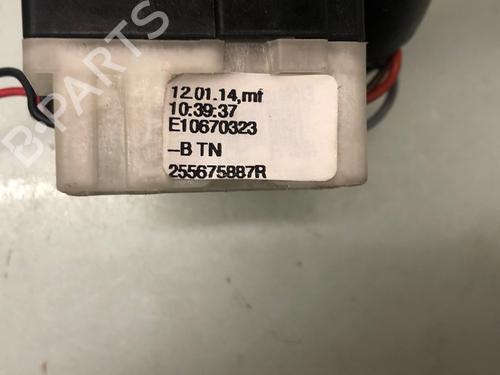 12.01.14,mf
10:39:37
E10670323
–B TN
255675887R
B-PARTS